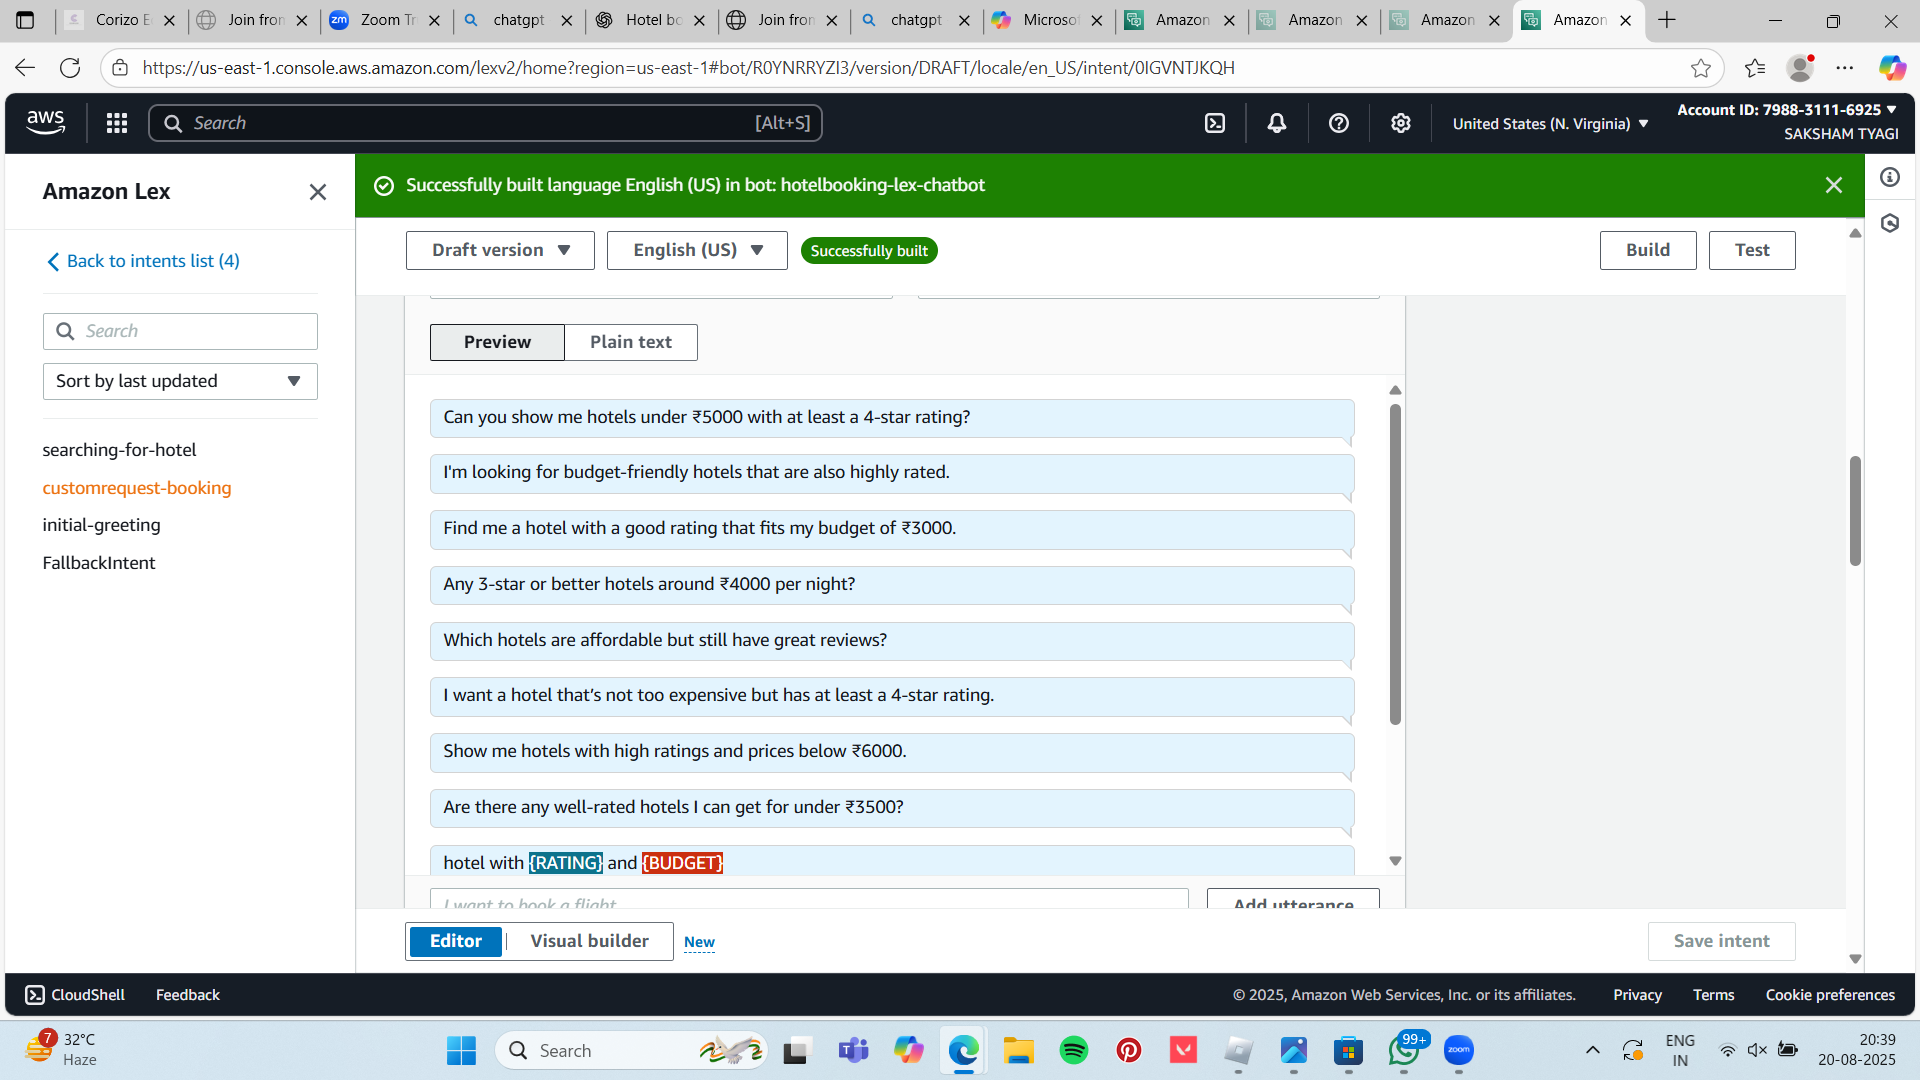 Corizo E
Join fron
zm Zoom Tr
chatgpt
Hotel bo
Join fron
chatgpt
Microsof
Amazon
Amazon
Amazon
Amazon
https://us-east-1.console.aws.amazon.com/lexv2/home?region=us-east-1#bot/R0YNRRYZI3/version/DRAFT/locale/en_US/intent/0IGVNTJKQH
aws
Search [Alt+S]
United States (N. Virginia)
Account ID: 7988-3111-6925
SAKSHAM TYAGI
Amazon Lex
Successfully built language English (US) in bot: hotelbooking-lex-chatbot
Back to intents list (4)
Draft version
English (US)
Successfully built
Build
Test
Search
Sort by last updated
searching-for-hotel
customrequest-booking
initial-greeting
FallbackIntent
Preview
Plain text
Can you show me hotels under ₹5000 with at least a 4-star rating?
I'm looking for budget-friendly hotels that are also highly rated.
Find me a hotel with a good rating that fits my budget of ₹3000.
Any 3-star or better hotels around ₹4000 per night?
Which hotels are affordable but still have great reviews?
I want a hotel that’s not too expensive but has at least a 4-star rating.
Show me hotels with high ratings and prices below ₹6000.
Are there any well-rated hotels I can get for under ₹3500?
hotel with {RATING} and {BUDGET}
I want to book a flight
Add utterance
Editor
Visual builder
New
Save intent
CloudShell
Feedback
© 2025, Amazon Web Services, Inc. or its affiliates.
Privacy
Terms
Cookie preferences
7
32°C
Haze
Search
99+
zoom
ENG
IN
20:39
20-08-2025